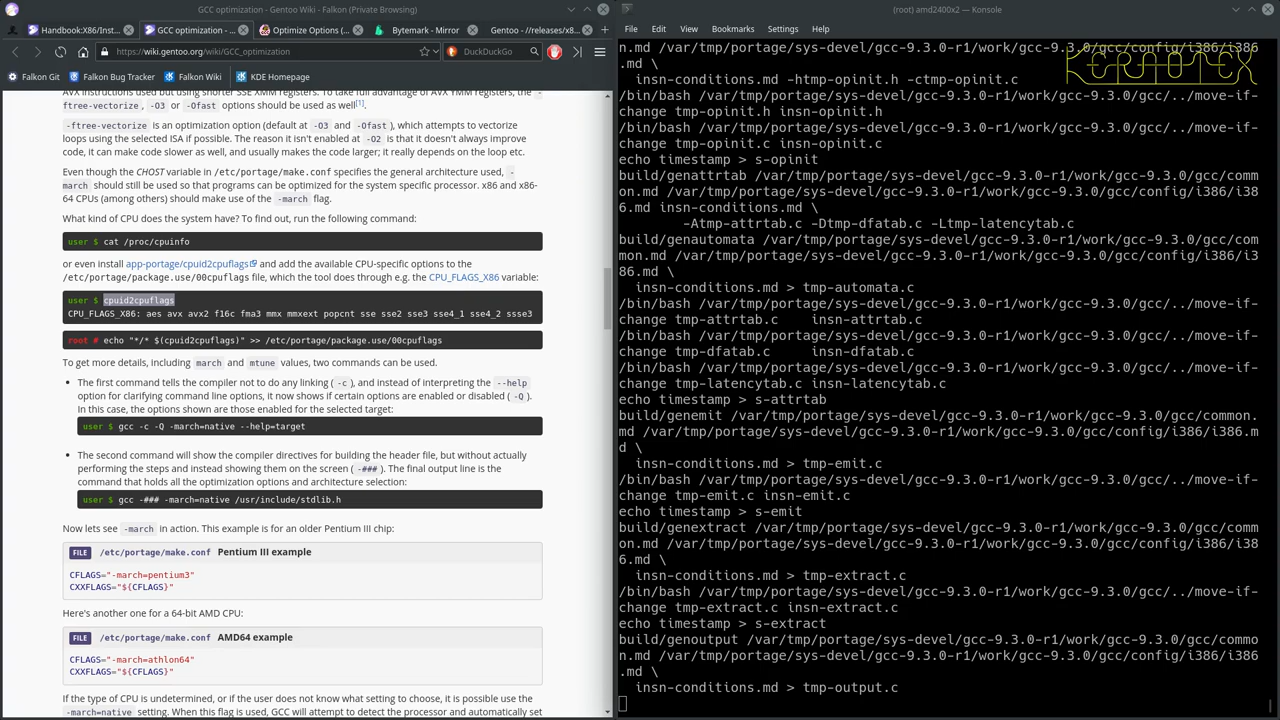 GCC optimization - Gentoo Wiki - Falkon (Private Browsing)
Handbook:X86/Inst...
GCC optimization - ...
Optimize Options (...
Bytemark - Mirror
Gentoo – /releases/x8...
https://wiki.gentoo.org/wiki/GCC_optimization
DuckDuckGo
Falkon Git
Falkon Bug Tracker
Falkon Wiki
KDE Homepage
AVX instructions used but using shorter SSE XMM registers. To take full advantage of AVX YMM registers, the -
ftree-vectorize, -O3 or -Ofast options should be used as well[1].
-ftree-vectorize is an optimization option (default at -O3 and -Ofast), which attempts to vectorize
loops using the selected ISA if possible. The reason it isn't enabled at -O2 is that it doesn't always improve
code, it can make code slower as well, and usually makes the code larger; it really depends on the loop etc.
Even though the CHOST variable in /etc/portage/make.conf specifies the general architecture used, -
march should still be used so that programs can be optimized for the system specific processor. x86 and x86-
64 CPUs (among others) should make use of the -march flag.
What kind of CPU does the system have? To find out, run the following command:
user $ cat /proc/cpuinfo
or even install app-portage/cpuid2cpuflags and add the available CPU-specific options to the
/etc/portage/package.use/00cpuflags file, which the tool does through e.g. the CPU_FLAGS_X86 variable:
user $ cpuid2cpuflags
CPU_FLAGS_X86: aes avx avx2 f16c fma3 mmx mmxext popcnt sse sse2 sse3 sse4_1 sse4_2 ssse3
root # echo "*/* $(cpuid2cpuflags)" >> /etc/portage/package.use/00cpuflags
To get more details, including march and mtune values, two commands can be used.
The first command tells the compiler not to do any linking (-c), and instead of interpreting the --help
option for clarifying command line options, it now shows if certain options are enabled or disabled (-Q).
In this case, the options shown are those enabled for the selected target:
user $ gcc -c -Q -march=native --help=target
The second command will show the compiler directives for building the header file, but without actually
performing the steps and instead showing them on the screen (-###). The final output line is the
command that holds all the optimization options and architecture selection:
user $ gcc -### -march=native /usr/include/stdlib.h
Now lets see -march in action. This example is for an older Pentium III chip:
FILE /etc/portage/make.conf Pentium III example
CFLAGS="-march=pentium3"
CXXFLAGS="${CFLAGS}"
Here's another one for a 64-bit AMD CPU:
FILE /etc/portage/make.conf AMD64 example
CFLAGS="-march=athlon64"
CXXFLAGS="${CFLAGS}"
If the type of CPU is undetermined, or if the user does not know what setting to choose, it is possible use the
-march=native setting. When this flag is used, GCC will attempt to detect the processor and automatically set
(root) amd2400x2 — Konsole
File Edit View Bookmarks Settings Help
n.md /var/tmp/portage/sys-devel/gcc-9.3.0-r1/work/gcc-9.3.0/gcc/config/i386/i386
.md \
insn-conditions.md -htmp-opinit.h -ctmp-opinit.c
/bin/bash /var/tmp/portage/sys-devel/gcc-9.3.0-r1/work/gcc-9.3.0/gcc/../move-if-
change tmp-opinit.h insn-opinit.h
/bin/bash /var/tmp/portage/sys-devel/gcc-9.3.0-r1/work/gcc-9.3.0/gcc/../move-if-
change tmp-opinit.c insn-opinit.c
echo timestamp > s-opinit
build/genattrtab /var/tmp/portage/sys-devel/gcc-9.3.0-r1/work/gcc-9.3.0/gcc/comm
on.md /var/tmp/portage/sys-devel/gcc-9.3.0-r1/work/gcc-9.3.0/gcc/config/i386/i38
6.md insn-conditions.md \
-Atmp-attrtab.c -Dtmp-dfatab.c -Ltmp-latencytab.c
build/genautomata /var/tmp/portage/sys-devel/gcc-9.3.0-r1/work/gcc-9.3.0/gcc/com
mon.md /var/tmp/portage/sys-devel/gcc-9.3.0-r1/work/gcc-9.3.0/gcc/config/i386/i3
86.md \
insn-conditions.md > tmp-automata.c
/bin/bash /var/tmp/portage/sys-devel/gcc-9.3.0-r1/work/gcc-9.3.0/gcc/../move-if-
change tmp-attrtab.c insn-attrtab.c
/bin/bash /var/tmp/portage/sys-devel/gcc-9.3.0-r1/work/gcc-9.3.0/gcc/../move-if-
change tmp-dfatab.c insn-dfatab.c
/bin/bash /var/tmp/portage/sys-devel/gcc-9.3.0-r1/work/gcc-9.3.0/gcc/../move-if-
change tmp-latencytab.c insn-latencytab.c
echo timestamp > s-attrtab
build/genemit /var/tmp/portage/sys-devel/gcc-9.3.0-r1/work/gcc-9.3.0/gcc/common.
md /var/tmp/portage/sys-devel/gcc-9.3.0-r1/work/gcc-9.3.0/gcc/config/i386/i386.m
d \
insn-conditions.md > tmp-emit.c
/bin/bash /var/tmp/portage/sys-devel/gcc-9.3.0-r1/work/gcc-9.3.0/gcc/../move-if-
change tmp-emit.c insn-emit.c
echo timestamp > s-emit
build/genextract /var/tmp/portage/sys-devel/gcc-9.3.0-r1/work/gcc-9.3.0/gcc/comm
on.md /var/tmp/portage/sys-devel/gcc-9.3.0-r1/work/gcc-9.3.0/gcc/config/i386/i38
6.md \
insn-conditions.md > tmp-extract.c
/bin/bash /var/tmp/portage/sys-devel/gcc-9.3.0-r1/work/gcc-9.3.0/gcc/../move-if-
change tmp-extract.c insn-extract.c
echo timestamp > s-extract
build/genoutput /var/tmp/portage/sys-devel/gcc-9.3.0-r1/work/gcc-9.3.0/gcc/commo
n.md /var/tmp/portage/sys-devel/gcc-9.3.0-r1/work/gcc-9.3.0/gcc/config/i386/i386
.md \
insn-conditions.md > tmp-output.c